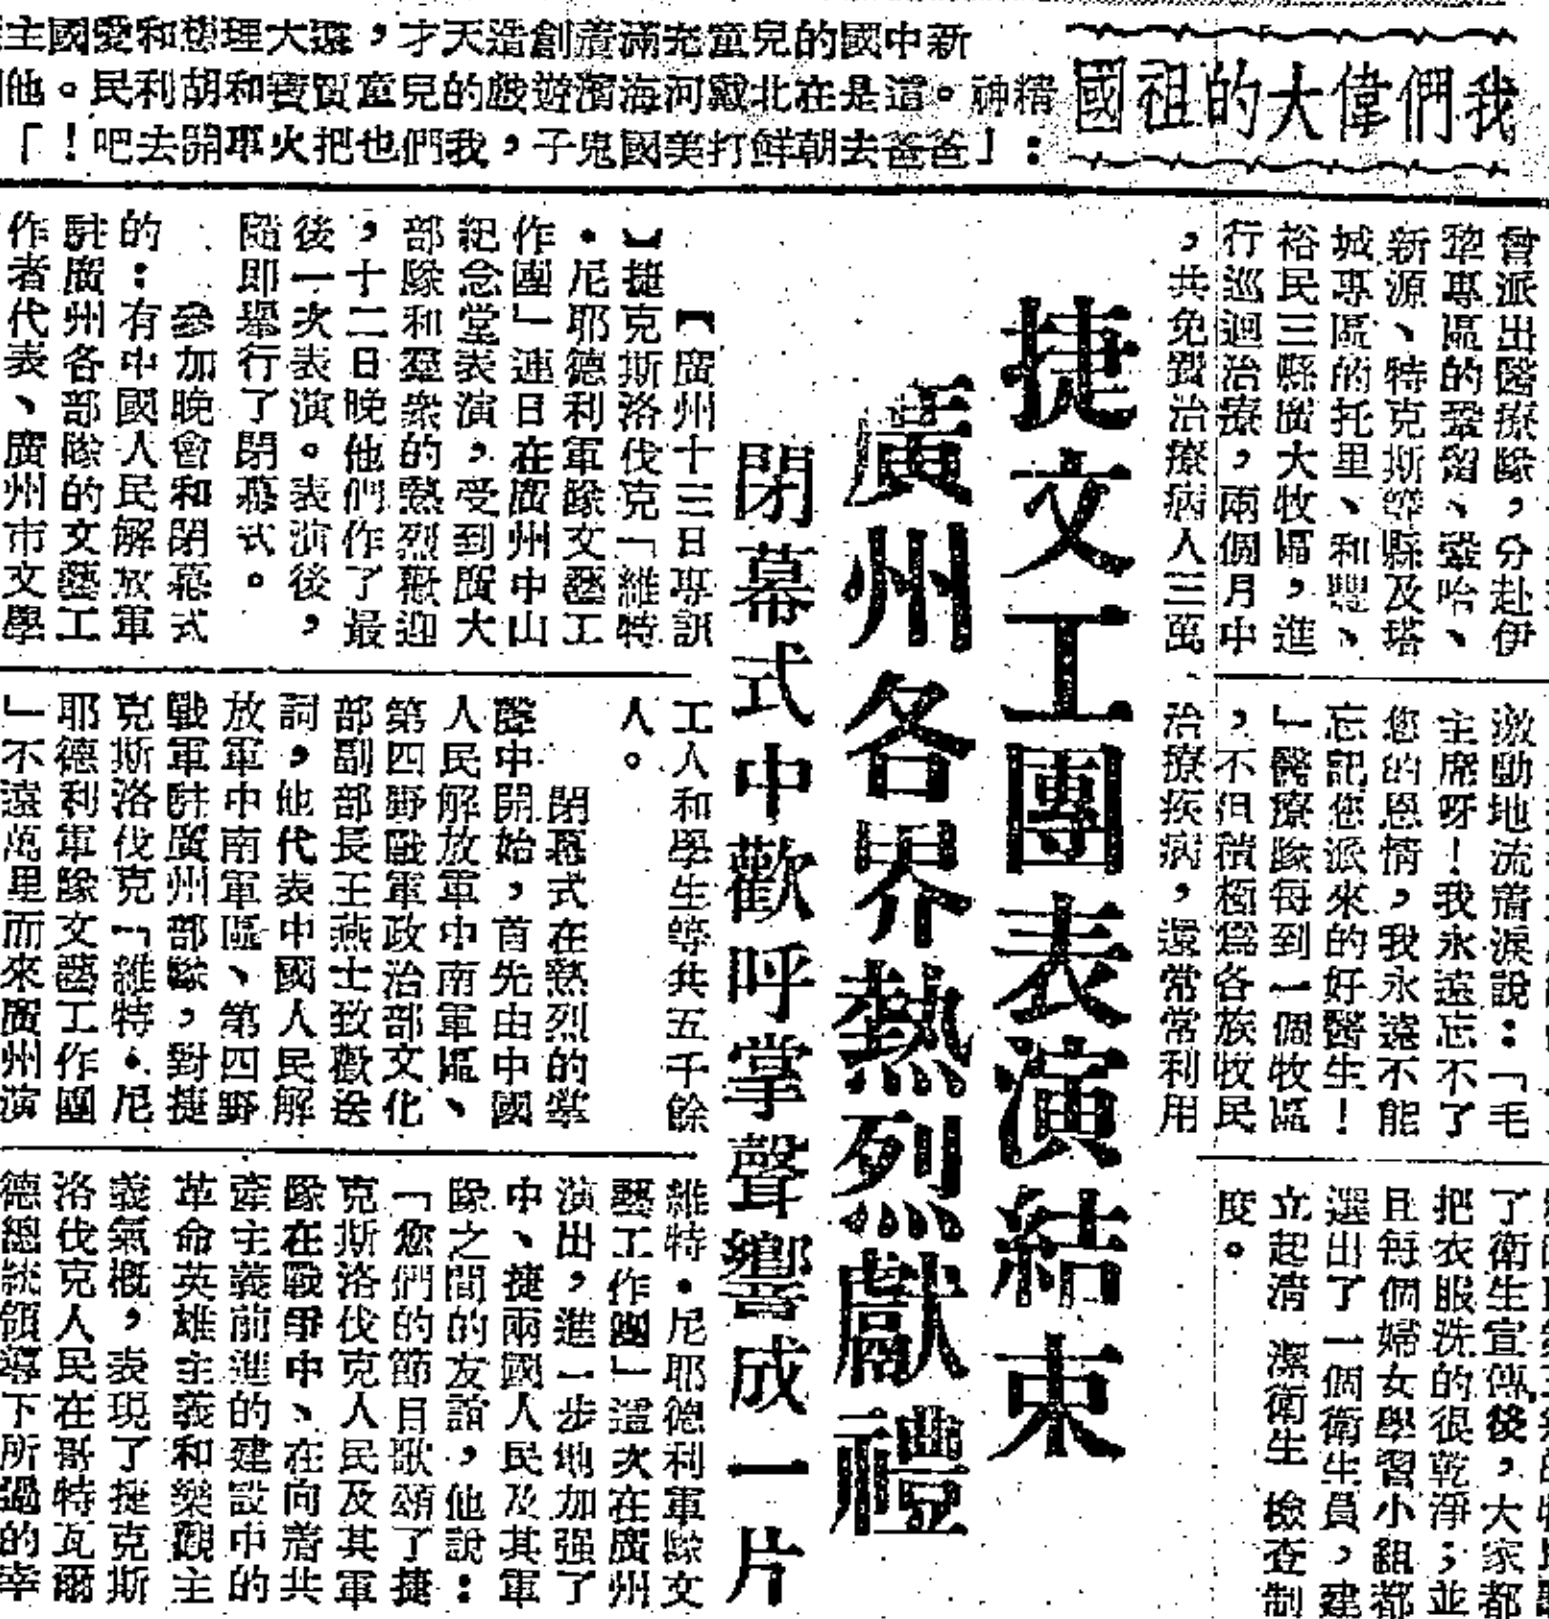 我們偉大的祖國
新中國的兒童充滿着創造天才，遠大理想和愛國主
精神。這是在北戴河海濱遊戲的兒童賀寶和胡利民。他
：「爸爸去朝鮮打美國鬼子，我們也把火車開去吧！」
曾派出醫療隊，分赴伊
犂專區的鞏留、鞏哈、
新源、特克斯等縣及塔
城專區的托里、和豐、
裕民三縣廣大牧區，進
行巡迴治療，兩個月中
，共免費治療病人三萬
激動地流着淚說：「毛
主席呀！我永遠忘不了
您的恩情，我永遠不能
忘記您派來的好醫生！
」醫療隊每到一個牧區
，不但積極爲各族牧民
治療疾病，還常常利用
了衛生宣傳後，大家都
把衣服洗的很乾淨；並
且每個婦女學習小組都
選出了一個衛生員，建
立起清潔衛生檢查制
度。
捷文工團表演結束
廣州各界熱烈獻禮
閉幕式中歡呼掌聲響成一片
【廣州十三日專訊
】捷克斯洛伐克「維特
・尼耶德利軍隊文藝工
作團」連日在廣州中山
紀念堂表演，受到廣大
部隊和羣衆的熱烈歡迎
，十二日晚他們作了最
後一次表演。表演後，
隨即舉行了閉幕式。
參加晚會和閉幕式
的：有中國人民解放軍
駐廣州各部隊的文藝工
作者代表、廣州市文學
工人和學生等共五千餘
人。
閉幕式在熱烈的掌
聲中開始，首先由中國
人民解放軍中南軍區、
第四野戰軍政治部文化
部副部長王燕士致歡送
詞，他代表中國人民解
放軍中南軍區、第四野
戰軍駐廣州部隊，對捷
克斯洛伐克「維特・尼
耶德利軍隊文藝工作團
」不遠萬里而來廣州演
維特・尼耶德利軍隊文
藝工作團」這次在廣州
演出，進一步地加强了
中、捷兩國人民及其軍
隊之間的友誼，他說：
「您們的節目歌頌了捷
克斯洛伐克人民及其軍
隊在戰爭中、在向着共
產主義前進的建設中的
革命英雄主義和樂觀主
義氣概，表現了捷克斯
洛伐克人民在哥特瓦爾
德總統領導下所過的幸